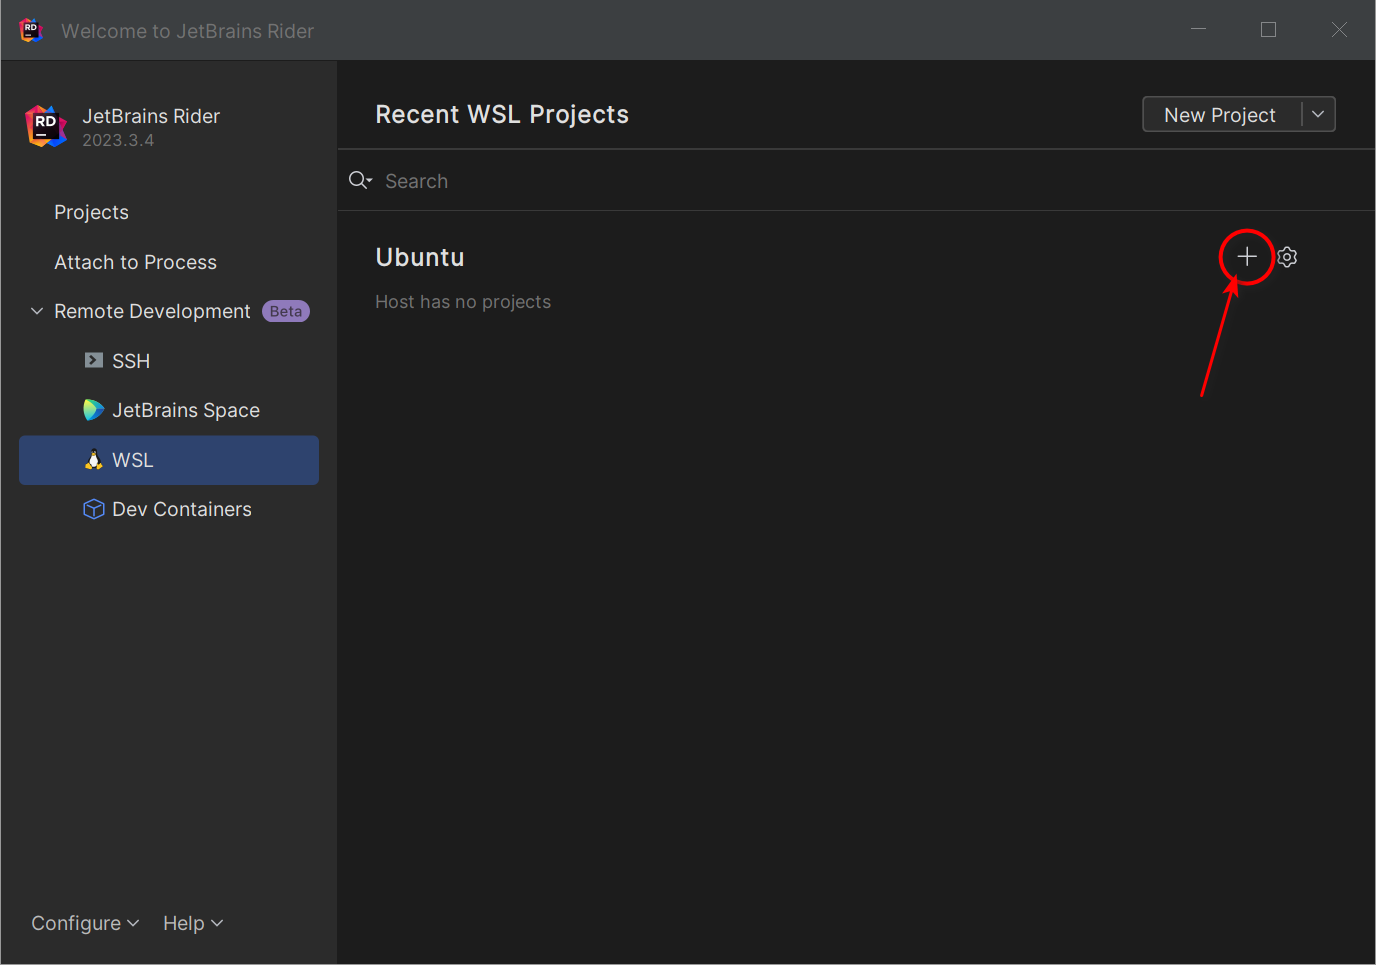 RD
Welcome to JetBrains Rider
RD
JetBrains Rider
2023.3.4
Projects
Attach to Process
Remote Development Beta
SSH
JetBrains Space
WSL
Dev Containers
Configure
Help
Recent WSL Projects
New Project
Search
Ubuntu
Host has no projects